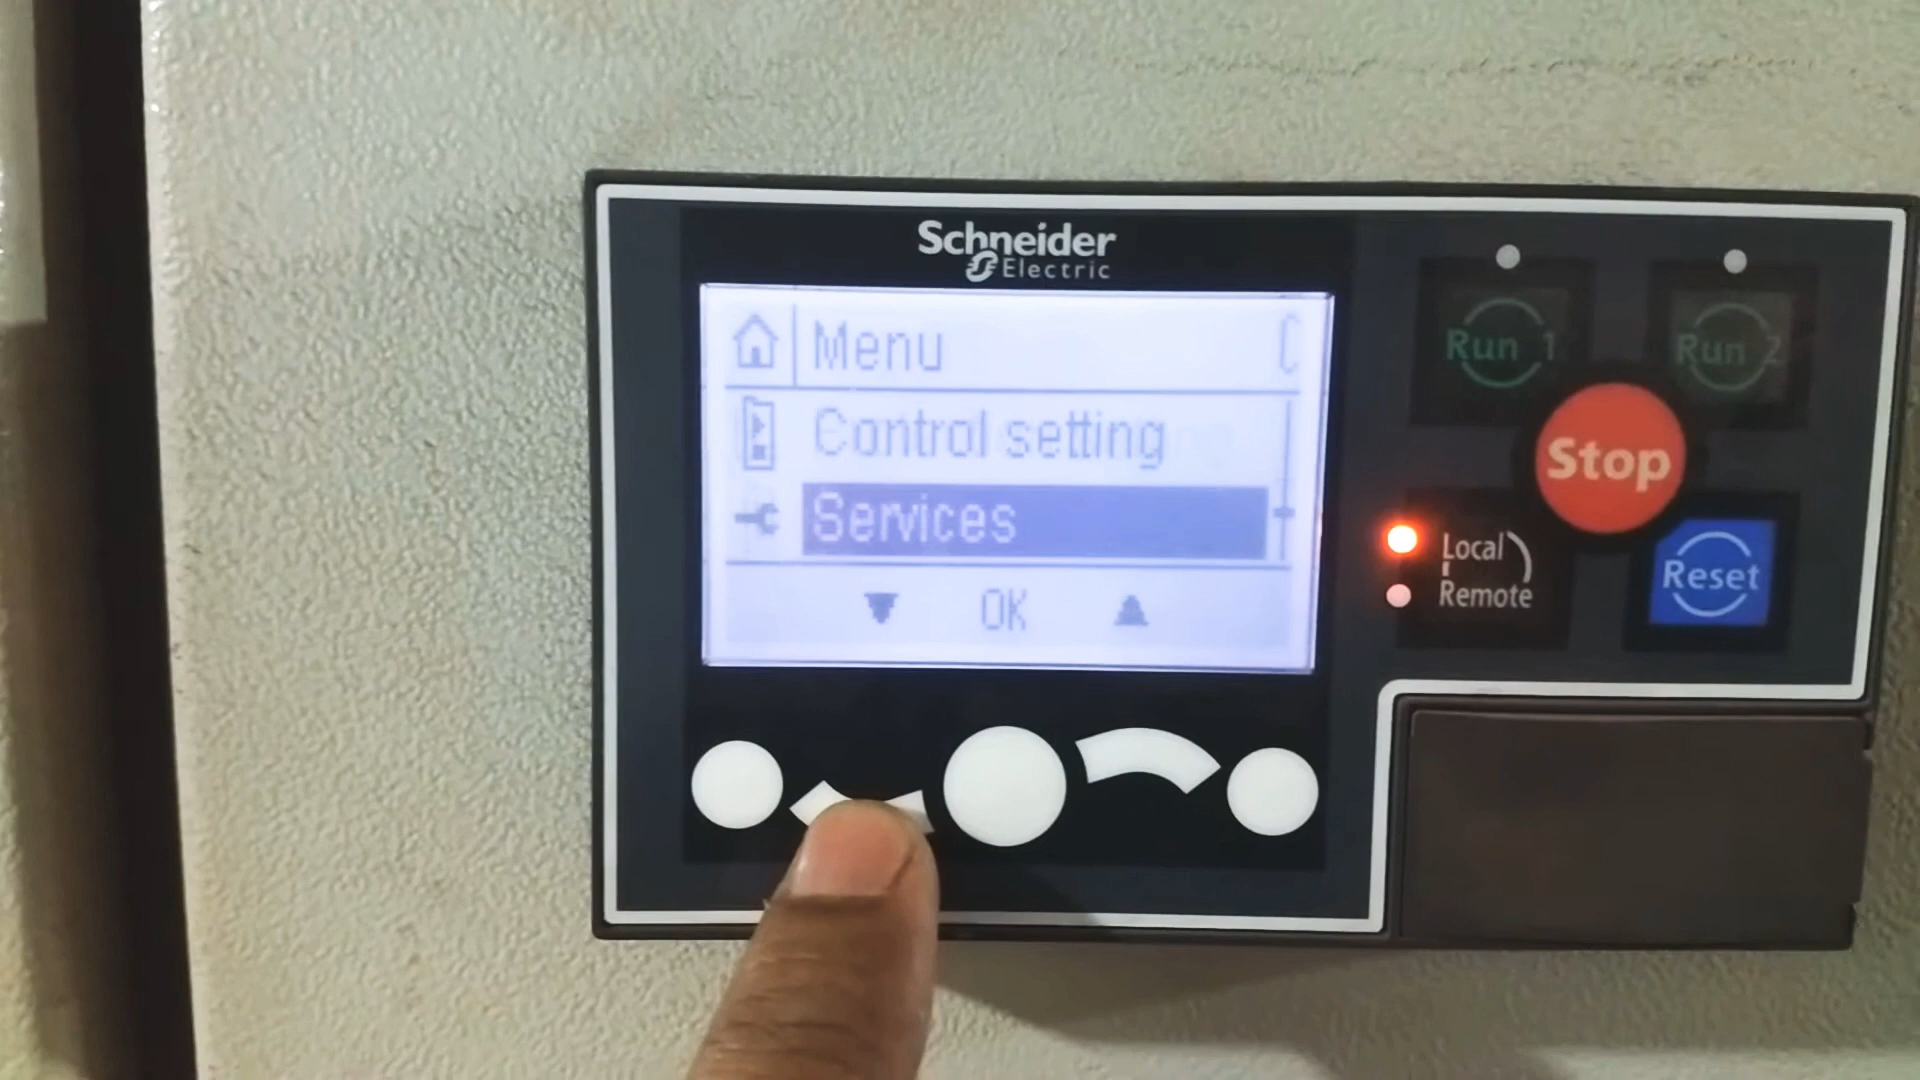 Schneider
Electric
Menu
Control setting
Services
OK
Run 1
Run 2
Stop
Local
Remote
Reset